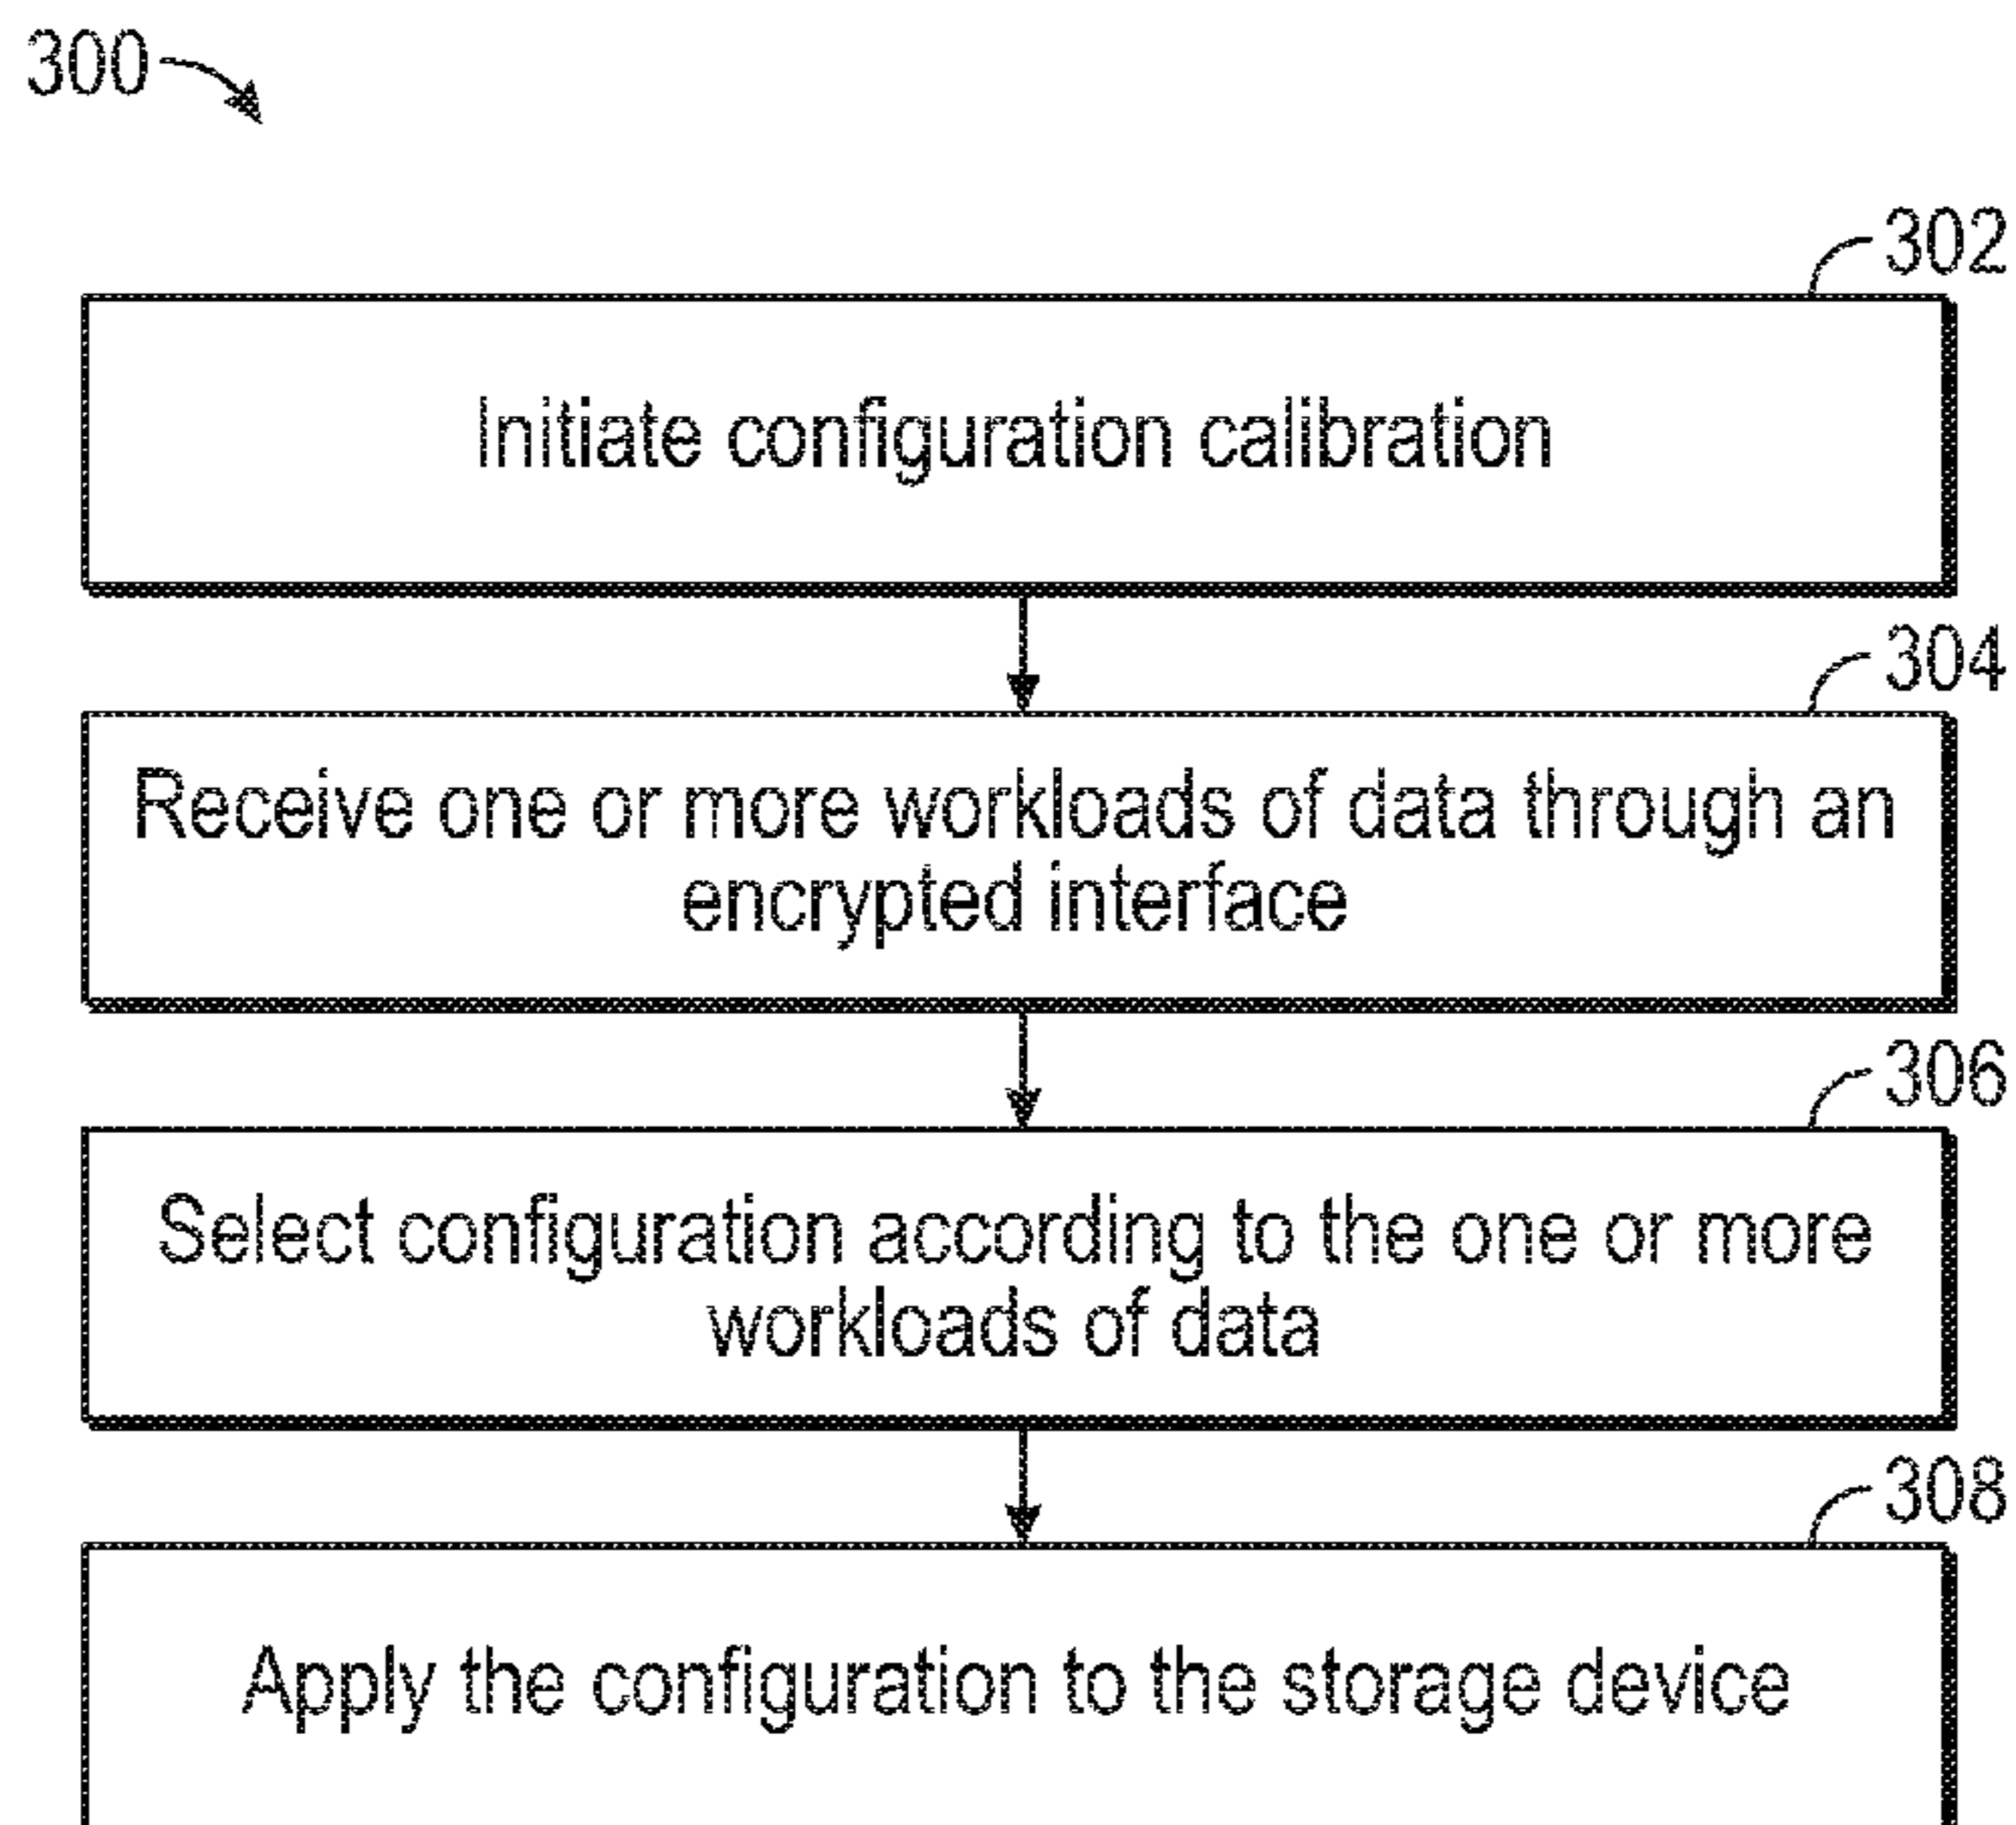 300
302
Initiate configuration calibration
304
Receive one or more workloads of data through an
encrypted interface
306
Select configuration according to the one or more
workloads of data
308
Apply the configuration to the storage device